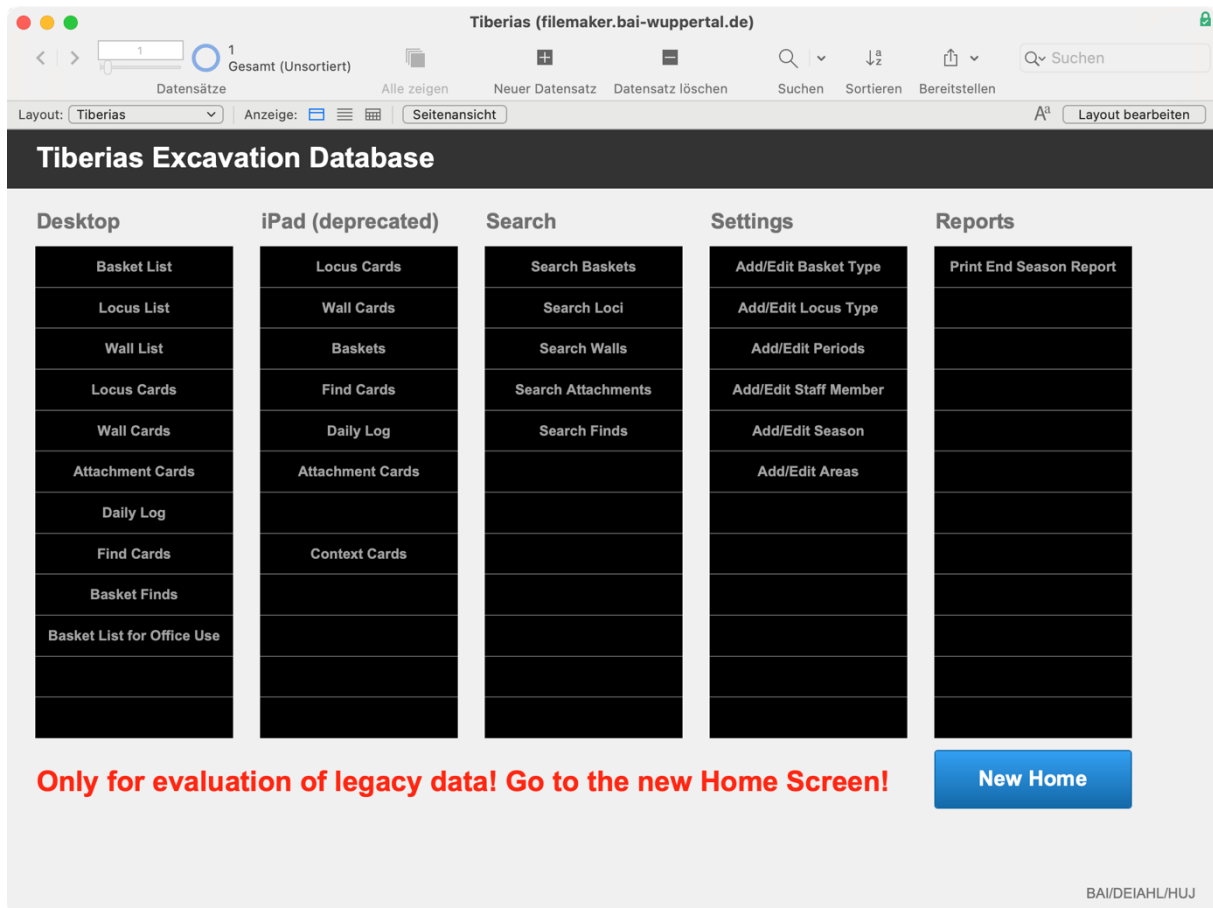 Tiberias (filemaker.bai-wuppertal.de)
1
1
Gesamt (Unsortiert)
Datensätze
Alle zeigen
Neuer Datensatz
Datensatz löschen
Suchen
Sortieren
Bereitstellen
Suchen
Layout:
Tiberias
Anzeige:
Seitenansicht
Layout bearbeiten
Tiberias Excavation Database
Desktop
Basket List
Locus List
Wall List
Locus Cards
Wall Cards
Attachment Cards
Daily Log
Find Cards
Basket Finds
Basket List for Office Use
iPad (deprecated)
Locus Cards
Wall Cards
Baskets
Find Cards
Daily Log
Attachment Cards
Context Cards
Search
Search Baskets
Search Loci
Search Walls
Search Attachments
Search Finds
Settings
Add/Edit Basket Type
Add/Edit Locus Type
Add/Edit Periods
Add/Edit Staff Member
Add/Edit Season
Add/Edit Areas
Reports
Print End Season Report
Only for evaluation of legacy data! Go to the new Home Screen!
New Home
BAI/DEIAHL/HUJ